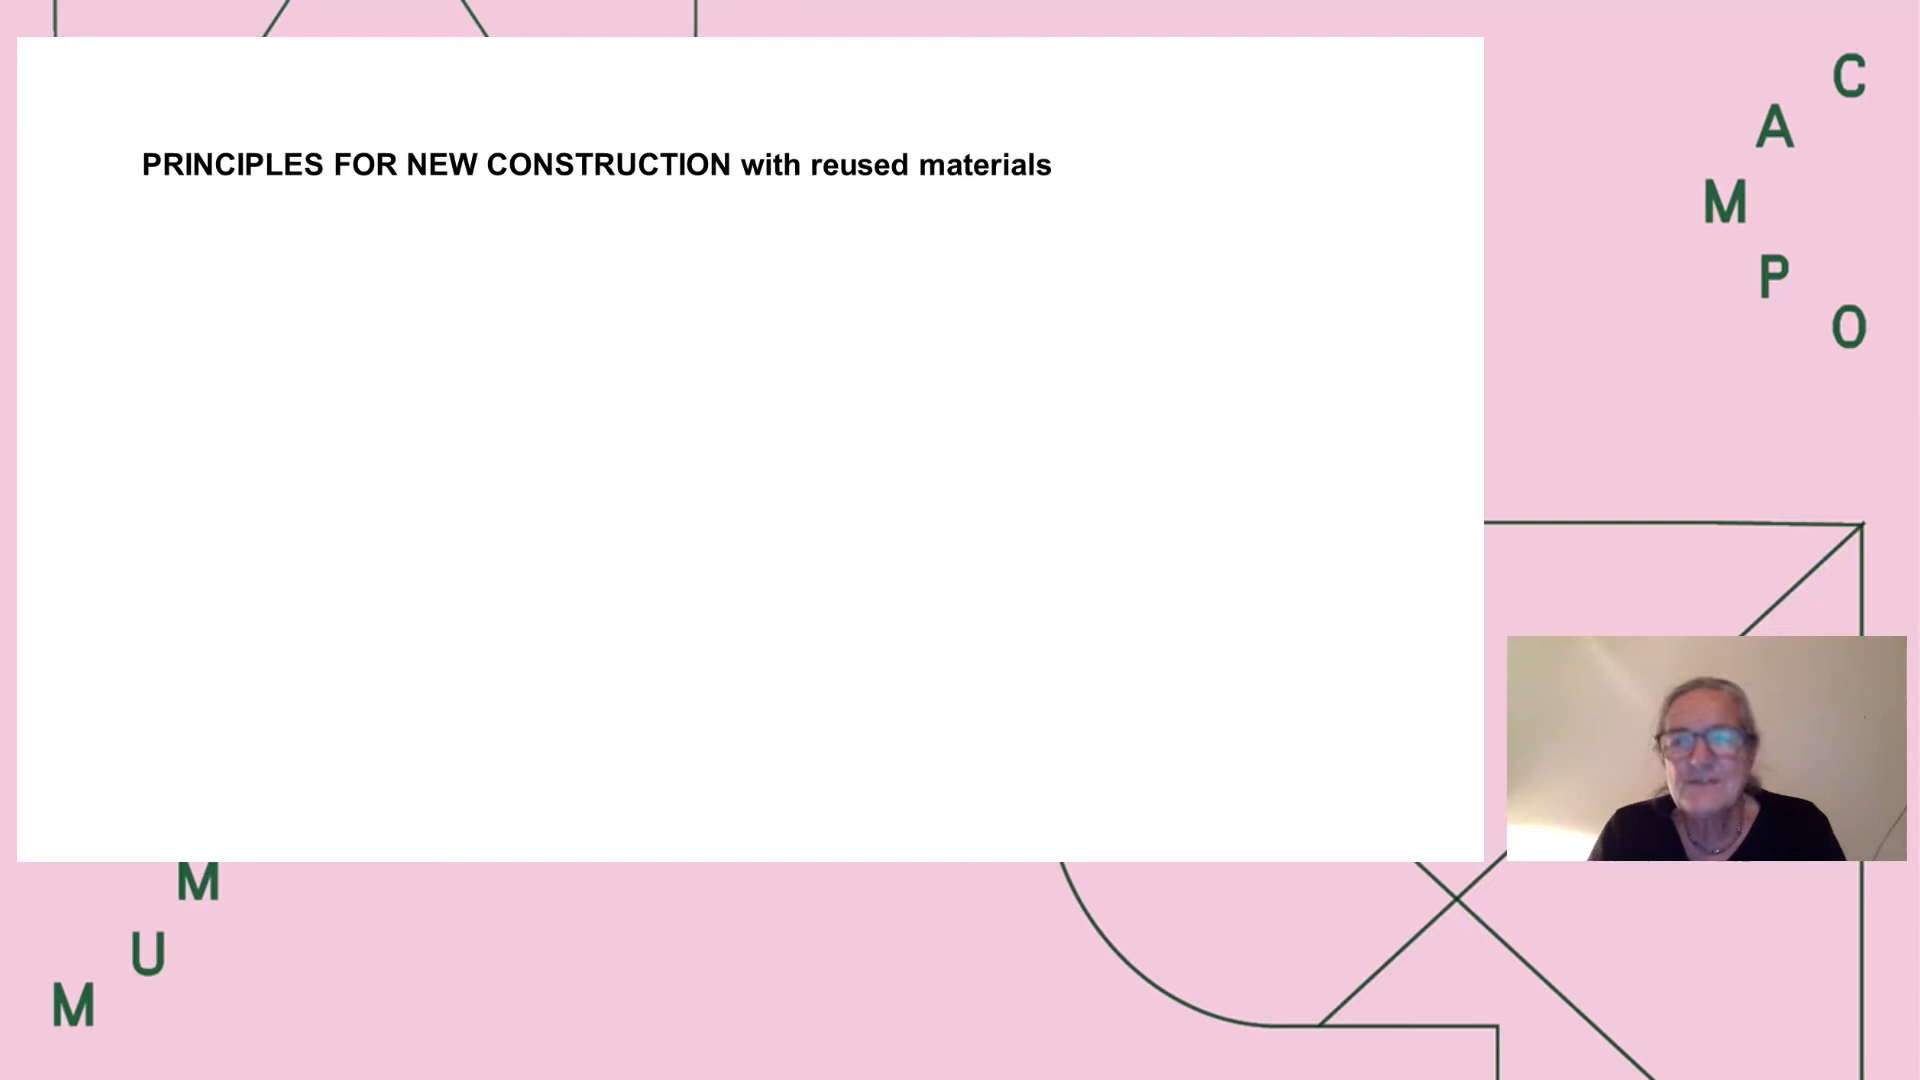 PRINCIPLES FOR NEW CONSTRUCTION with reused materials
C
A
M
P
O
M
U
M